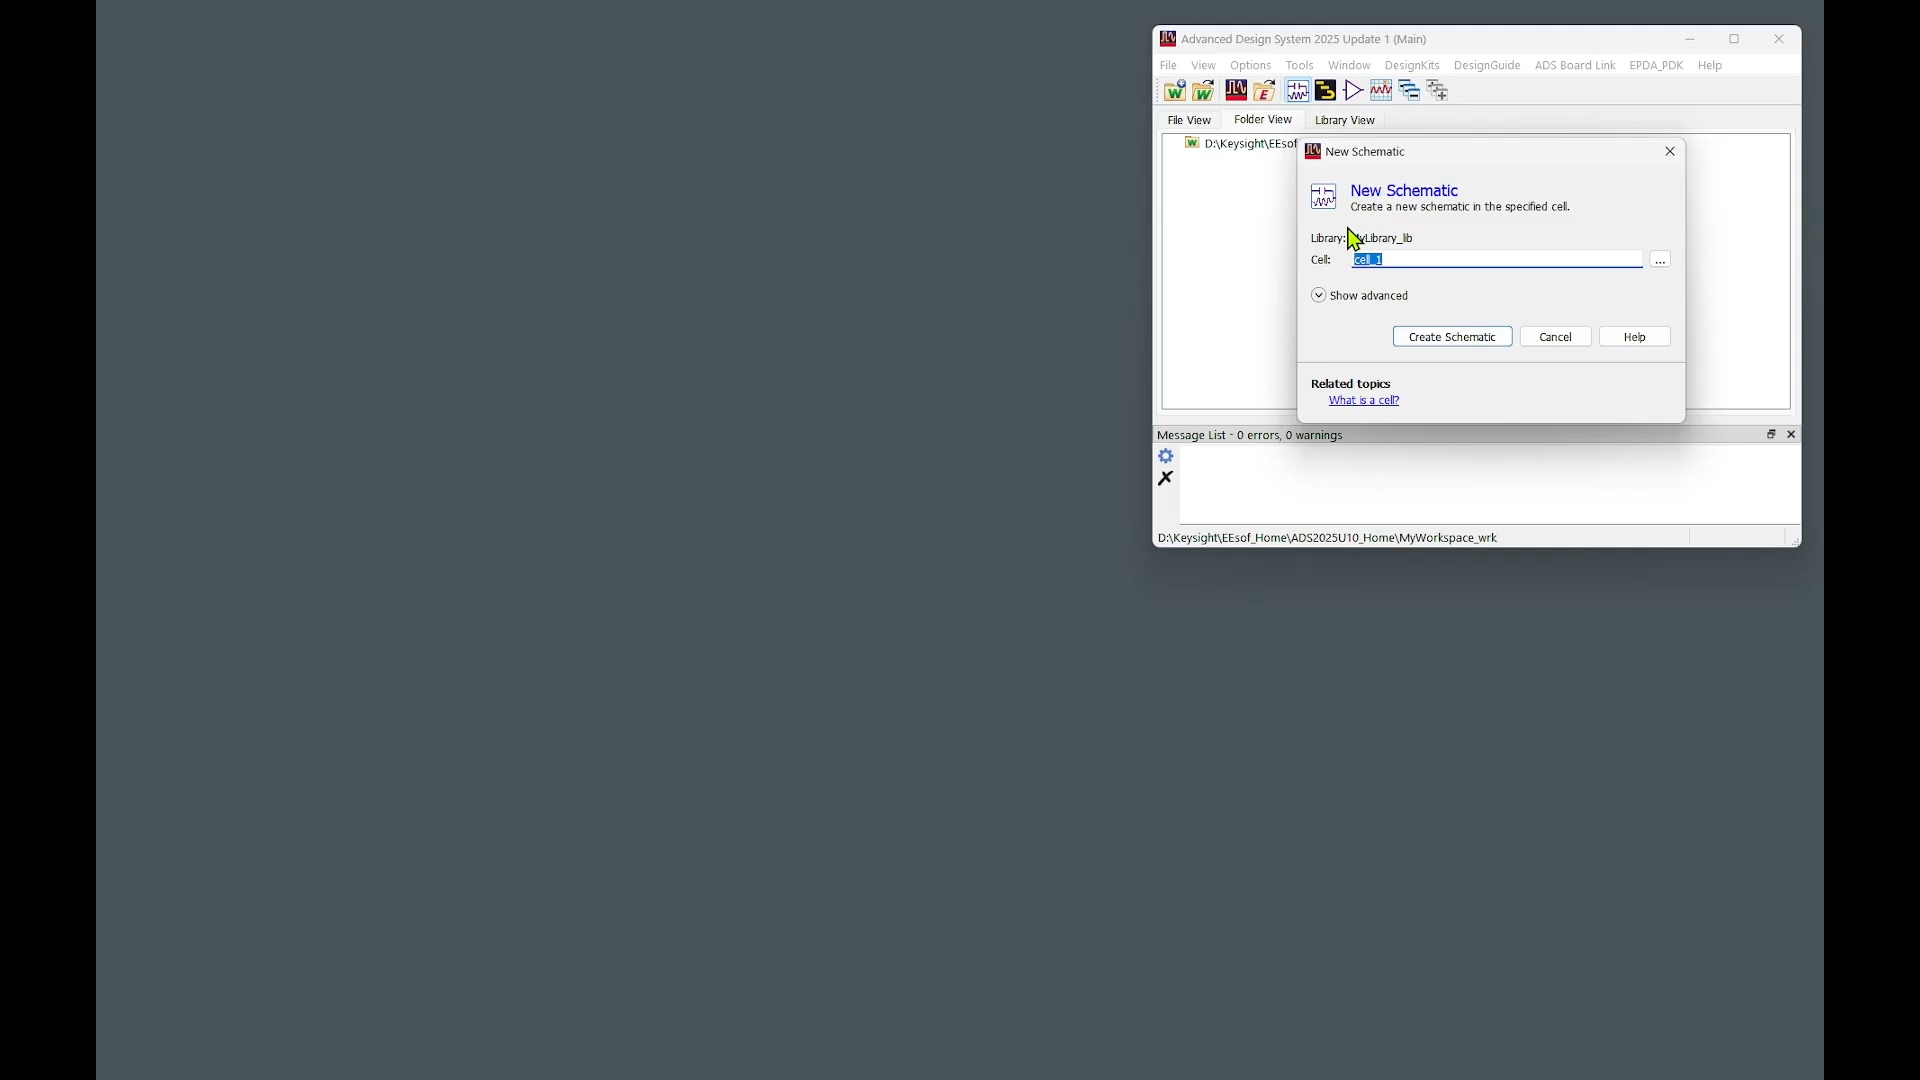 Advanced Design System 2025 Update 1 (Main)
File View Options Tools Window DesignKits DesignGuide ADS Board Link EPDA_PDK Help
File View Folder View Library View
D:\Keysight\EEsof
New Schematic
New Schematic
Create a new schematic in the specified cell.
Library: yLibrary_lib
Cell: cell_1
...
Show advanced
Create Schematic Cancel Help
Related topics
What is a cell?
Message List - 0 errors, 0 warnings
D:\Keysight\EEsof_Home\ADS2025U10_Home\MyWorkspace_wrk